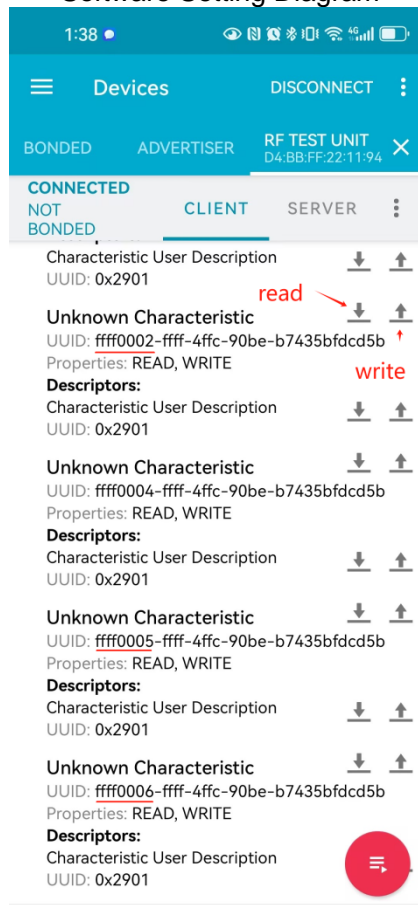 Software Setting Diagram
1:38
4G
Devices
DISCONNECT
BONDED
ADVERTISER
RF TEST UNIT
D4:BB:FF:22:11:94
CONNECTED
NOT
BONDED
CLIENT
SERVER
Characteristic User Description
UUID: 0x2901
read
Unknown Characteristic
UUID: ffff0002-ffff-4ffc-90be-b7435bfdcd5b
Properties: READ, WRITE
write
Descriptors:
Characteristic User Description
UUID: 0x2901
Unknown Characteristic
UUID: ffff0004-ffff-4ffc-90be-b7435bfdcd5b
Properties: READ, WRITE
Descriptors:
Characteristic User Description
UUID: 0x2901
Unknown Characteristic
UUID: ffff0005-ffff-4ffc-90be-b7435bfdcd5b
Properties: READ, WRITE
Descriptors:
Characteristic User Description
UUID: 0x2901
Unknown Characteristic
UUID: ffff0006-ffff-4ffc-90be-b7435bfdcd5b
Properties: READ, WRITE
Descriptors:
Characteristic User Description
UUID: 0x2901